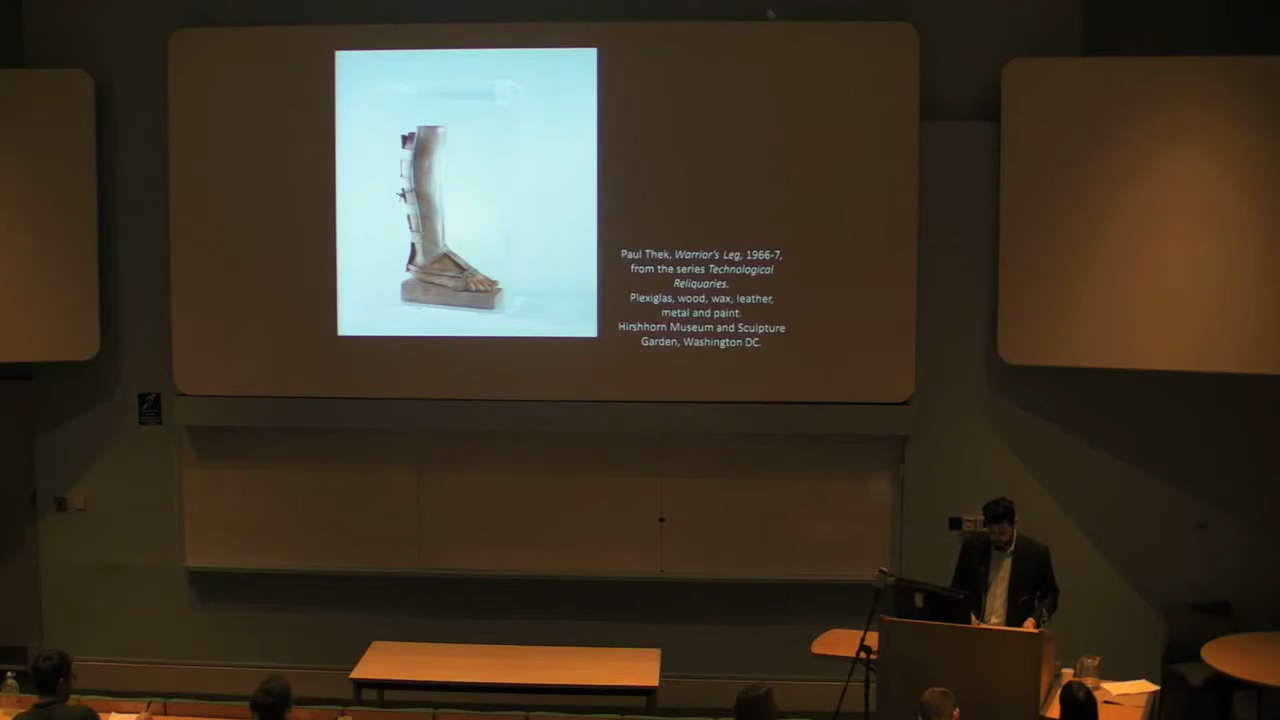 Paul Thek, Warrior's Leg, 1966-7,
from the series Technological
Reliquaries.
Plexiglas, wood, wax, leather,
metal and paint.
Hirshhorn Museum and Sculpture
Garden, Washington DC.